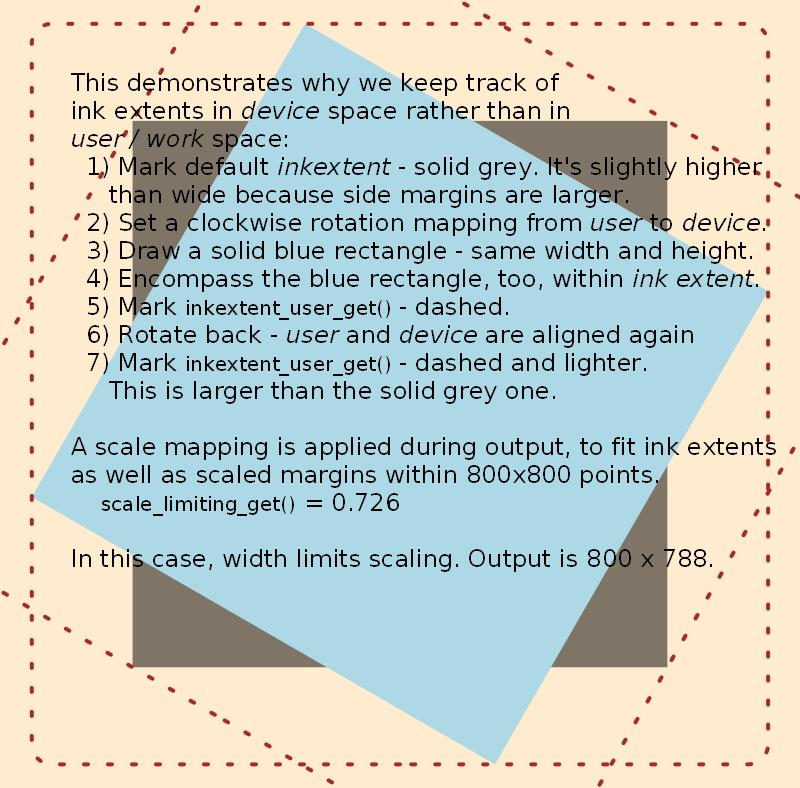 This demonstrates why we keep track of
ink extents in device space rather than in
user / work space:
1) Mark default inkextent - solid grey. It's slightly higher
than wide because side margins are larger.
2) Set a clockwise rotation mapping from user to device.
3) Draw a solid blue rectangle - same width and height.
4) Encompass the blue rectangle, too, within ink extent.
5) Mark inkextent_user_get() - dashed.
6) Rotate back - user and device are aligned again
7) Mark inkextent_user_get() - dashed and lighter.
This is larger than the solid grey one.
A scale mapping is applied during output, to fit ink extents
as well as scaled margins within 800x800 points.
scale_limiting_get() = 0.726
In this case, width limits scaling. Output is 800 x 788.